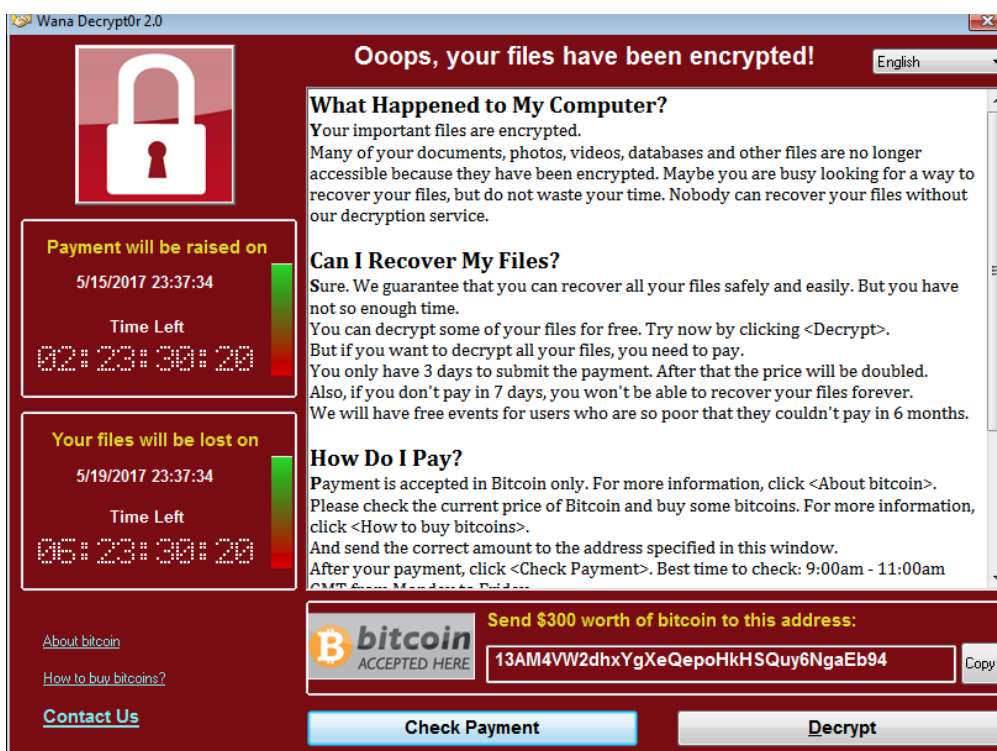 Wana Decrypt0r 2.0
Ooops, your files have been encrypted!
English
What Happened to My Computer?
Your important files are encrypted.
Many of your documents, photos, videos, databases and other files are no longer
accessible because they have been encrypted. Maybe you are busy looking for a way to
recover your files, but do not waste your time. Nobody can recover your files without
our decryption service.
Can I Recover My Files?
Sure. We guarantee that you can recover all your files safely and easily. But you have
not so enough time.
You can decrypt some of your files for free. Try now by clicking <Decrypt>.
But if you want to decrypt all your files, you need to pay.
You only have 3 days to submit the payment. After that the price will be doubled.
Also, if you don't pay in 7 days, you won't be able to recover your files forever.
We will have free events for users who are so poor that they couldn't pay in 6 months.
How Do I Pay?
Payment is accepted in Bitcoin only. For more information, click <About bitcoin>.
Please check the current price of Bitcoin and buy some bitcoins. For more information,
click <How to buy bitcoins>.
And send the correct amount to the address specified in this window.
After your payment, click <Check Payment>. Best time to check: 9:00am - 11:00am
GMT from Monday to Friday.
Payment will be raised on
5/15/2017 23:37:34
Time Left
02:23:30:20
Your files will be lost on
5/19/2017 23:37:34
Time Left
06:23:30:20
About bitcoin
How to buy bitcoins?
Contact Us
bitcoin
ACCEPTED HERE
Send $300 worth of bitcoin to this address:
13AM4VW2dhxYgXeQepoHkHSQuy6NgaEb94
Copy
Check Payment
Decrypt